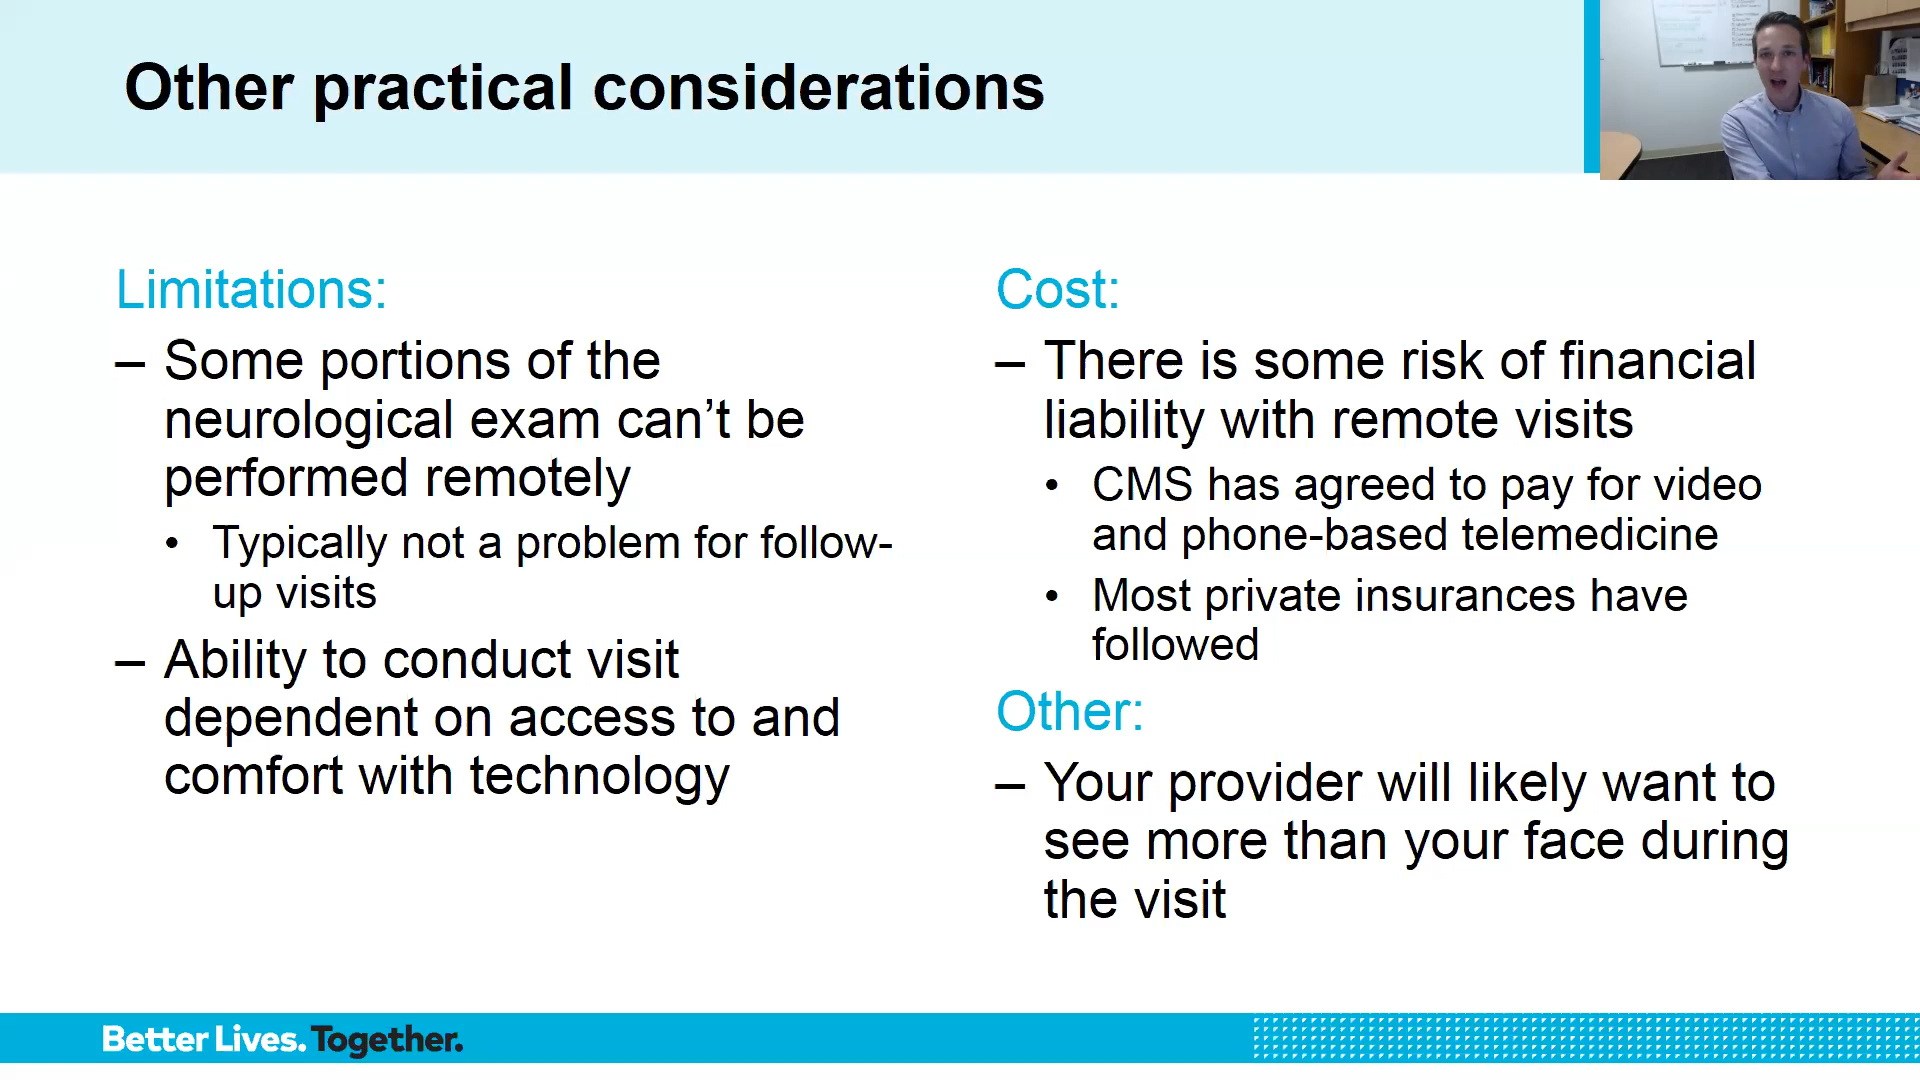 Other practical considerations
Limitations:
– Some portions of the
neurological exam can’t be
performed remotely
• Typically not a problem for follow-
up visits
– Ability to conduct visit
dependent on access to and
comfort with technology
Cost:
– There is some risk of financial
liability with remote visits
• CMS has agreed to pay for video
and phone-based telemedicine
• Most private insurances have
followed
Other:
– Your provider will likely want to
see more than your face during
the visit
Better Lives. Together.